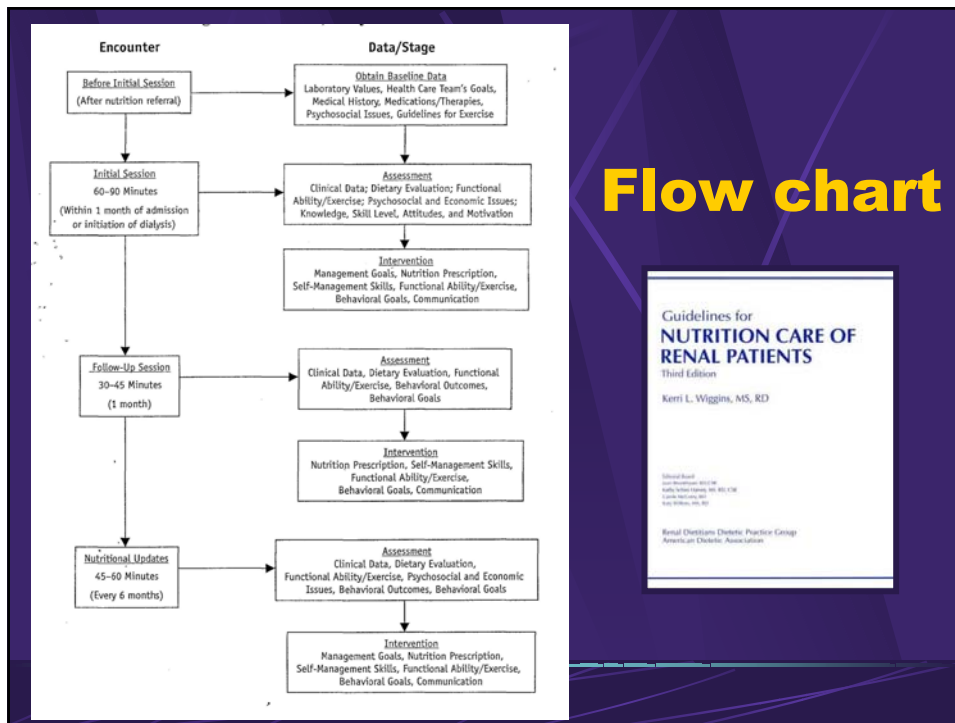 Encounter
Data/Stage
Before Initial Session
(After nutrition referral)
Obtain Baseline Data
Laboratory Values, Health Care Team's Goals,
Medical History, Medications/Therapies,
Psychosocial Issues, Guidelines for Exercise
Initial Session
60–90 Minutes
(Within 1 month of admission
or initiation of dialysis)
Assessment
Clinical Data; Dietary Evaluation; Functional
Ability/Exercise; Psychosocial and Economic Issues;
Knowledge, Skill Level, Attitudes, and Motivation
Intervention
Management Goals, Nutrition Prescription,
Self-Management Skills, Functional Ability/Exercise,
Behavioral Goals, Communication
Follow-Up Session
30–45 Minutes
(1 month)
Assessment
Clinical Data, Dietary Evaluation, Functional
Ability/Exercise, Behavioral Outcomes,
Behavioral Goals
Intervention
Nutrition Prescription, Self-Management Skills,
Functional Ability/Exercise,
Behavioral Goals, Communication
Nutritional Updates
45–60 Minutes
(Every 6 months)
Assessment
Clinical Data, Dietary Evaluation,
Functional Ability/Exercise, Psychosocial and Economic
Issues, Behavioral Outcomes, Behavioral Goals
Intervention
Management Goals, Nutrition Prescription,
Self-Management Skills, Functional Ability/Exercise,
Behavioral Goals, Communication
Flow chart
Guidelines for
NUTRITION CARE OF
RENAL PATIENTS
Third Edition
Kerri L. Wiggins, MS, RD
Editorial Board
Renal Dietitians Dietetic Practice Group
American Dietetic Association